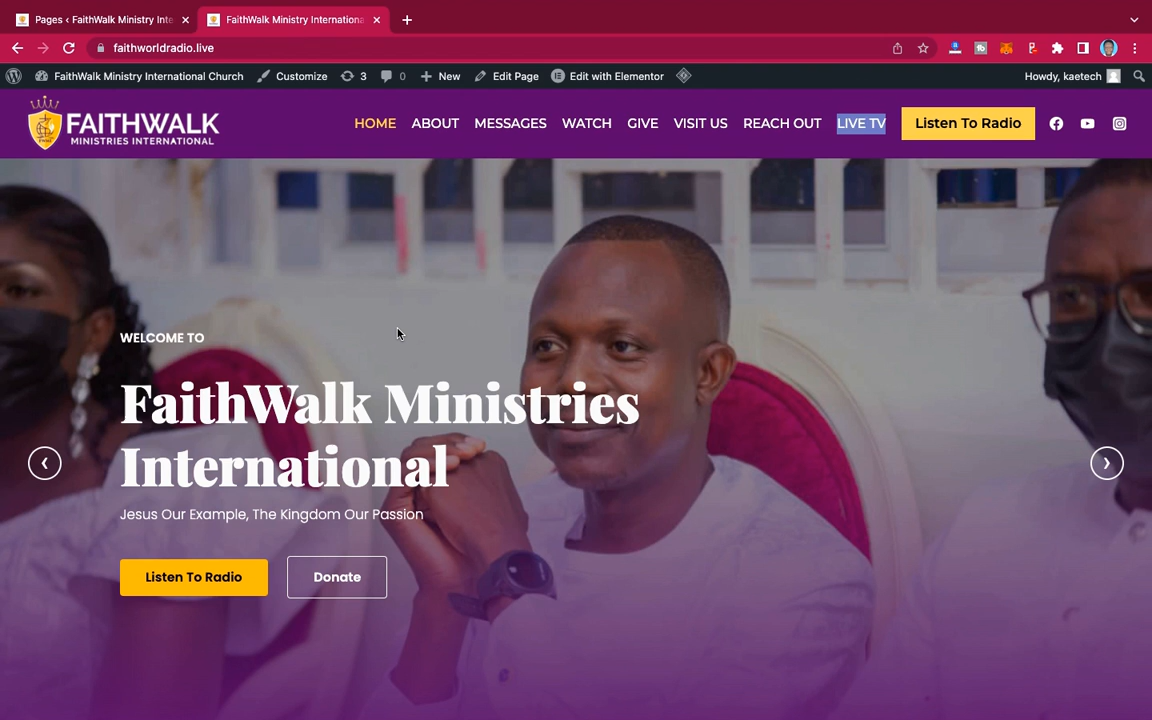 Pages ‹ FaithWalk Ministry Inte
FaithWalk Ministry Internationa
faithworldradio.live
FaithWalk Ministry International Church
Customize
3
0
New
Edit Page
Edit with Elementor
Howdy, kaetech
FAITHWALK
MINISTRIES INTERNATIONAL
HOME
ABOUT
MESSAGES
WATCH
GIVE
VISIT US
REACH OUT
LIVE TV
Listen To Radio
WELCOME TO
FaithWalk Ministries
International
Jesus Our Example, The Kingdom Our Passion
Listen To Radio
Donate